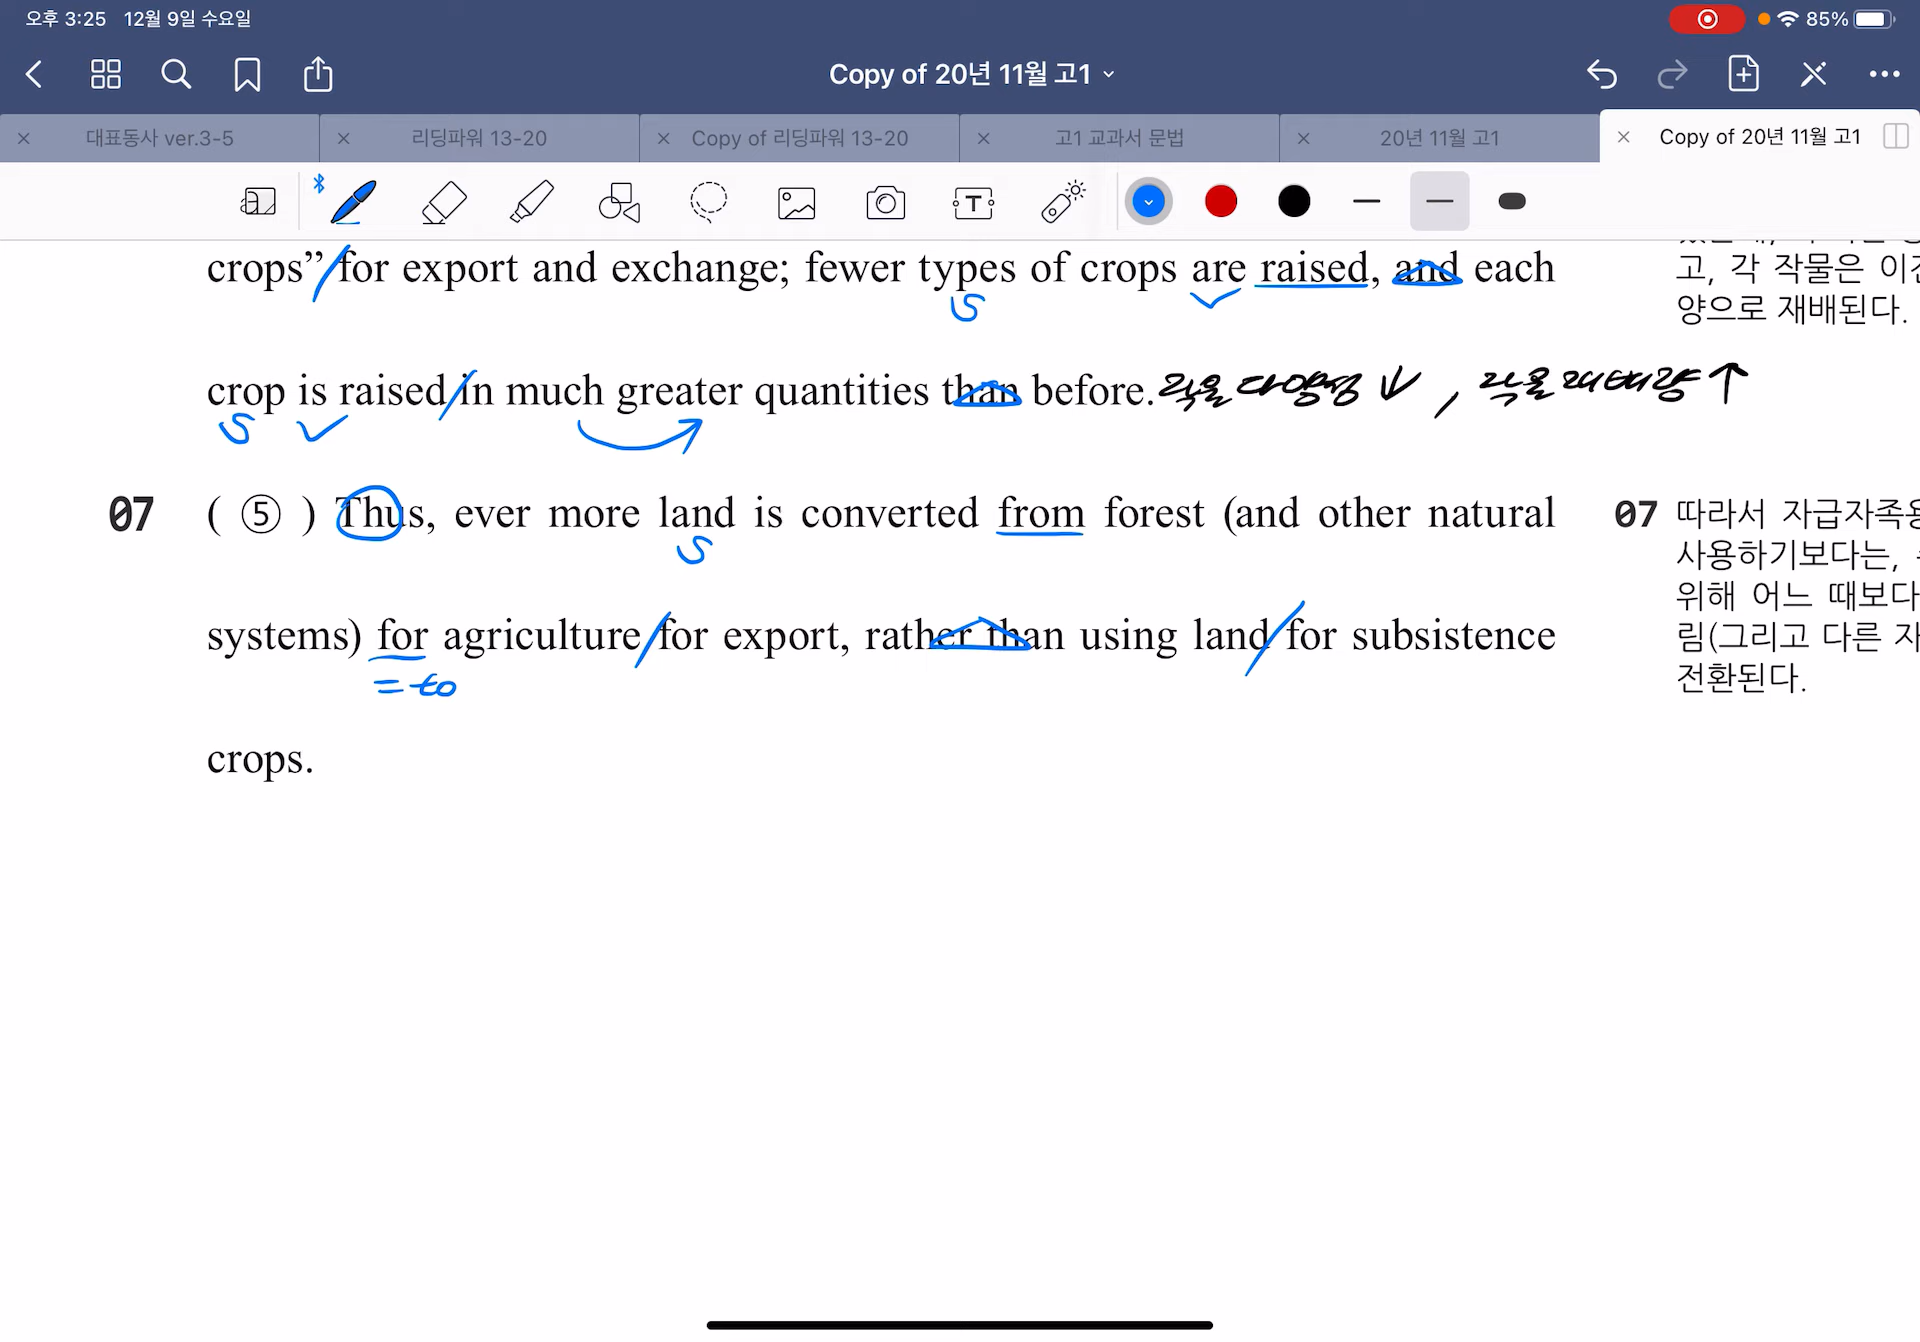 오후 3:25 12월 9일 수요일 85%
Copy of 20년 11월 고1
대표동사 ver.3-5 리딩파워 13-20 Copy of 리딩파워 13-20 고1 교과서 문법 20년 11월 고1 Copy of 20년 11월 고1
crops” / for export and exchange; fewer types of crops are raised, and each
S
고, 각 작물은 이전
양으로 재배된다.
crop is raised / in much greater quantities than before. 작물 다양성 ↓, 작물 재배량 ↑
S
07 ( ⑤ ) Thus, ever more land is converted from forest (and other natural
S
systems) for agriculture / for export, rather than using land / for subsistence
= to
crops.
07 따라서 자급자족용
사용하기보다는,
위해 어느 때보다
림(그리고 다른 자
전환된다.